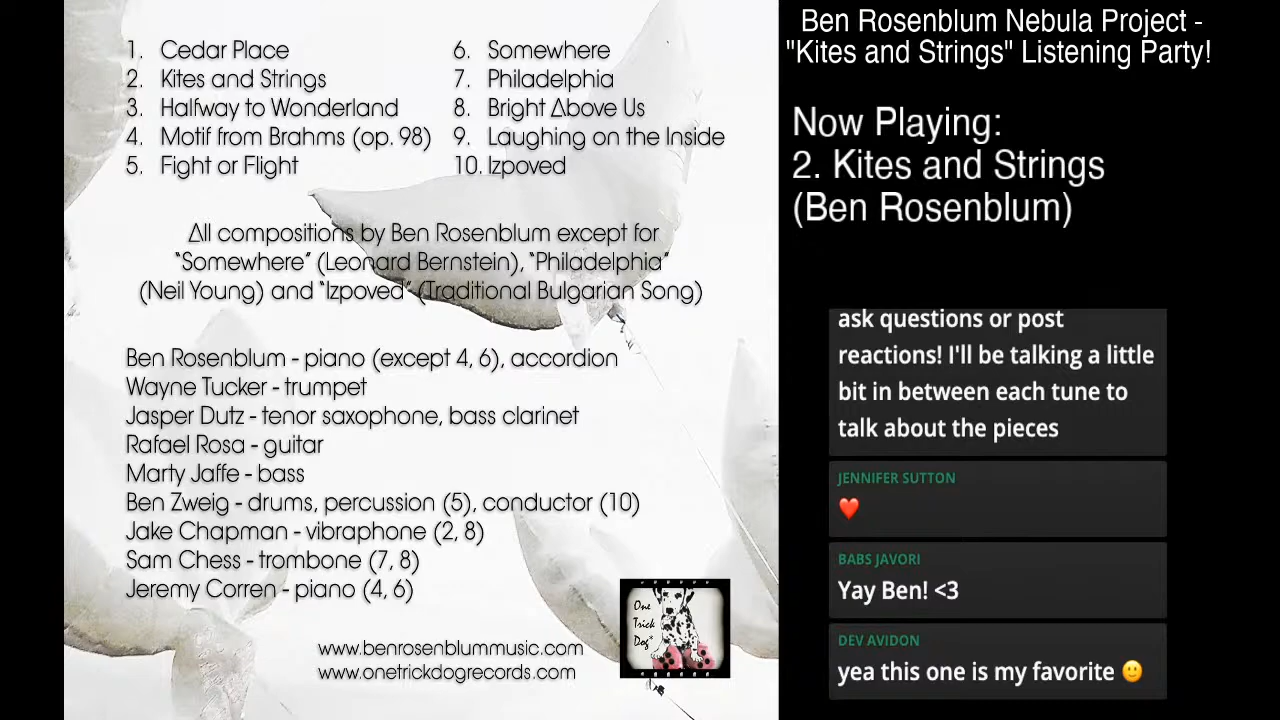 1. Cedar Place
2. Kites and Strings
3. Halfway to Wonderland
4. Motif from Brahms (op. 98)
5. Fight or Flight
6. Somewhere
7. Philadelphia
8. Bright Above Us
9. Laughing on the Inside
10. Izpoved
All compositions by Ben Rosenblum except for
“Somewhere” (Leonard Bernstein), “Philadelphia”
(Neil Young) and “Izpoved” (Traditional Bulgarian Song)
Ben Rosenblum - piano (except 4, 6), accordion
Wayne Tucker - trumpet
Jasper Dutz - tenor saxophone, bass clarinet
Rafael Rosa - guitar
Marty Jaffe - bass
Ben Zweig - drums, percussion (5), conductor (10)
Jake Chapman - vibraphone (2, 8)
Sam Chess - trombone (7, 8)
Jeremy Corren - piano (4, 6)
www.benrosenblummusic.com
www.onetrickdogrecords.com
One
Trick
Dog
Ben Rosenblum Nebula Project -
"Kites and Strings" Listening Party!
Now Playing:
2. Kites and Strings
(Ben Rosenblum)
ask questions or post
reactions! I'll be talking a little
bit in between each tune to
talk about the pieces
JENNIFER SUTTON
❤️
BABS JAVORI
Yay Ben! <3
DEV AVIDON
yea this one is my favorite 🙂